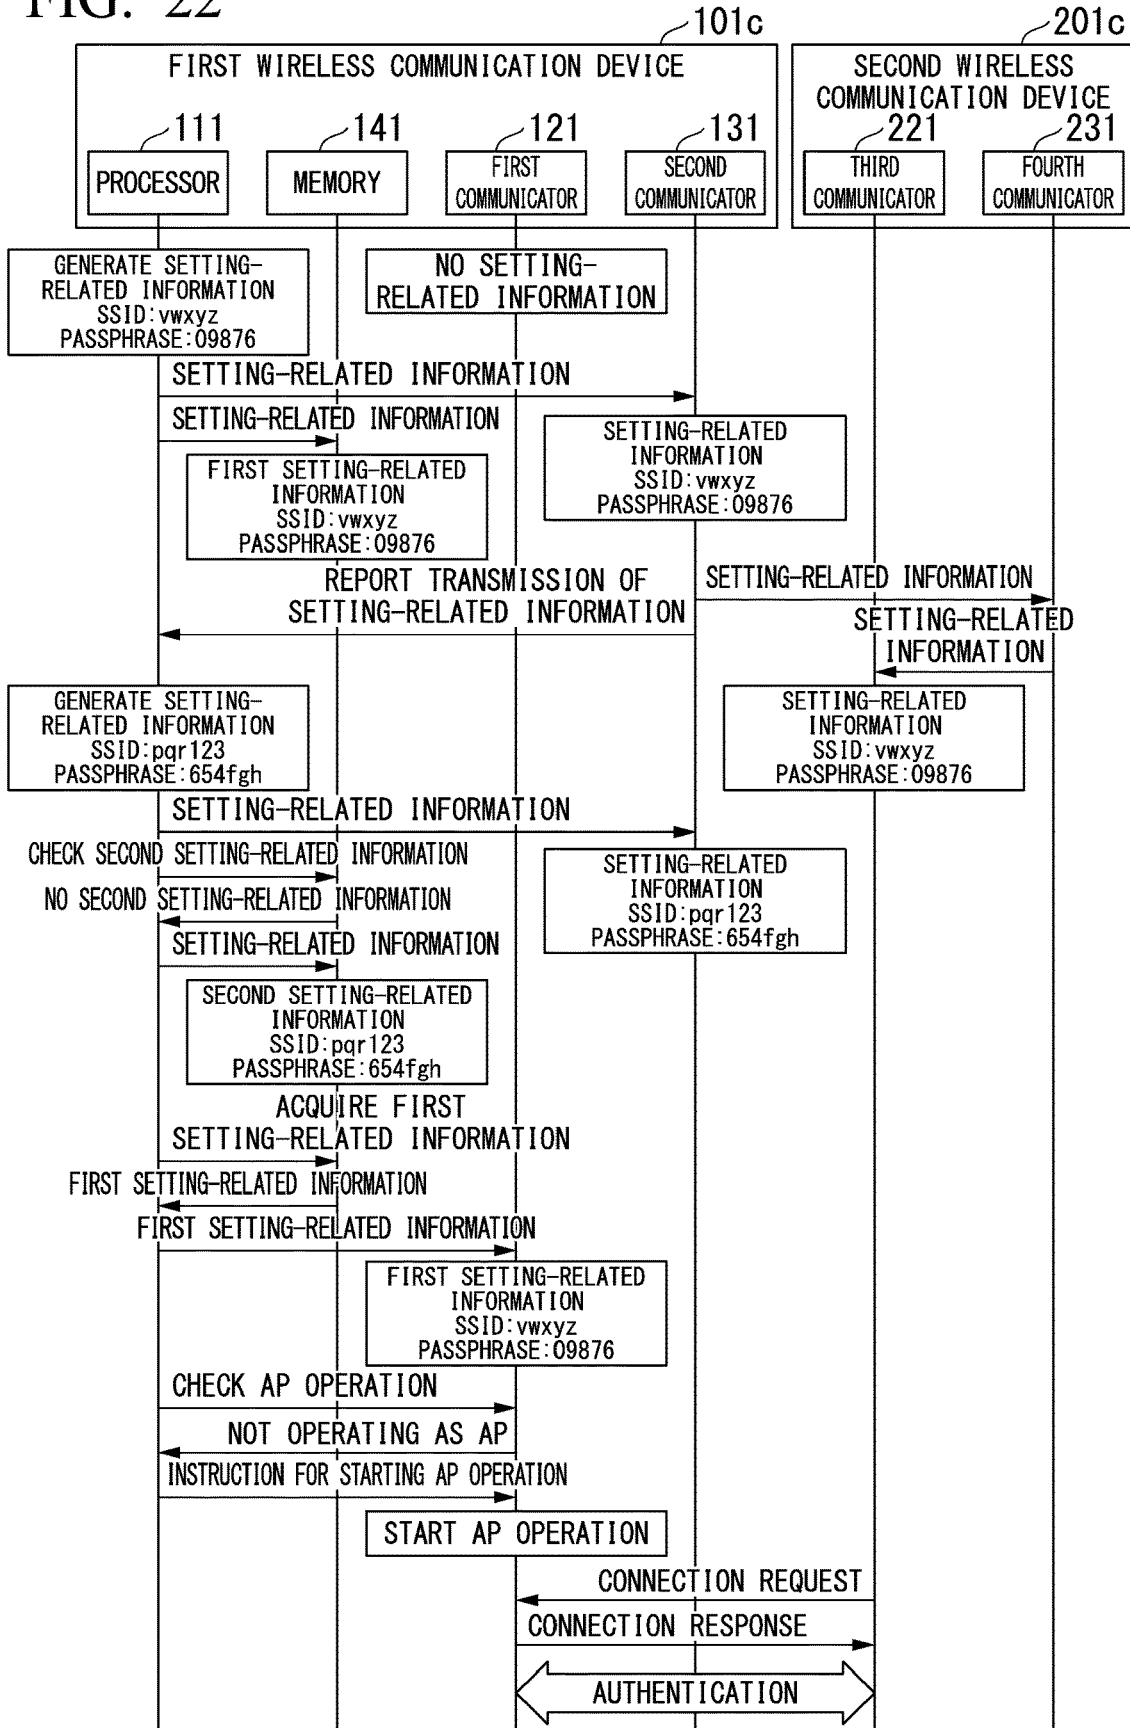 FIG. 22
101c
201c
FIRST WIRELESS COMMUNICATION DEVICE
SECOND WIRELESS
COMMUNICATION DEVICE
111
141
121
131
221
231
PROCESSOR
MEMORY
FIRST
COMMUNICATOR
SECOND
COMMUNICATOR
THIRD
COMMUNICATOR
FOURTH
COMMUNICATOR
GENERATE SETTING-
RELATED INFORMATION
SSID:vwxyz
PASSPHRASE:09876
NO SETTING-
RELATED INFORMATION
SETTING-RELATED INFORMATION
SETTING-RELATED INFORMATION
SETTING-RELATED
INFORMATION
SSID:vwxyz
PASSPHRASE:09876
FIRST SETTING-RELATED
INFORMATION
SSID:vwxyz
PASSPHRASE:09876
REPORT TRANSMISSION OF
SETTING-RELATED INFORMATION
SETTING-RELATED INFORMATION
SETTING-RELATED
INFORMATION
GENERATE SETTING-
RELATED INFORMATION
SSID:pqr123
PASSPHRASE:654fgh
SETTING-RELATED
INFORMATION
SSID:vwxyz
PASSPHRASE:09876
SETTING-RELATED INFORMATION
CHECK SECOND SETTING-RELATED INFORMATION
SETTING-RELATED
INFORMATION
SSID:pqr123
PASSPHRASE:654fgh
NO SECOND SETTING-RELATED INFORMATION
SETTING-RELATED INFORMATION
SECOND SETTING-RELATED
INFORMATION
SSID:pqr123
PASSPHRASE:654fgh
ACQUIRE FIRST
SETTING-RELATED INFORMATION
FIRST SETTING-RELATED INFORMATION
FIRST SETTING-RELATED INFORMATION
FIRST SETTING-RELATED
INFORMATION
SSID:vwxyz
PASSPHRASE:09876
CHECK AP OPERATION
NOT OPERATING AS AP
INSTRUCTION FOR STARTING AP OPERATION
START AP OPERATION
CONNECTION REQUEST
CONNECTION RESPONSE
AUTHENTICATION